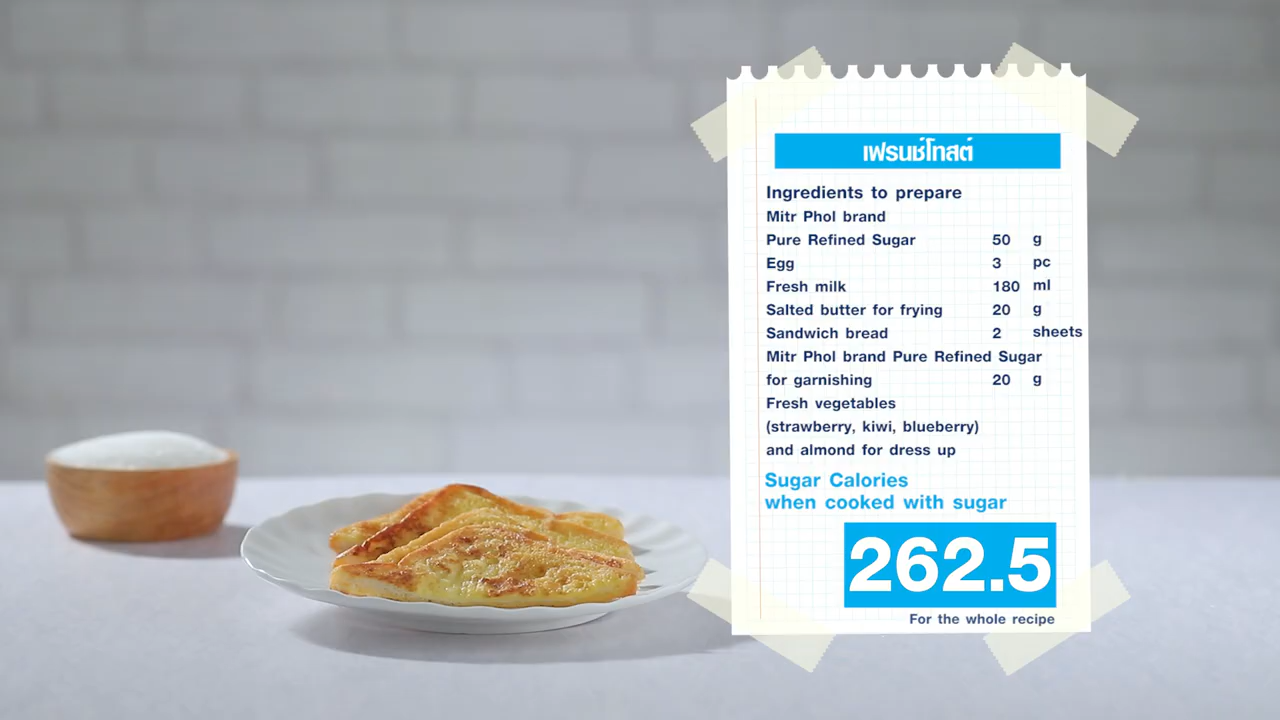 เฟรนช์โทสต์
Ingredients to prepare
Mitr Phol brand
Pure Refined Sugar 50 g
Egg 3 pc
Fresh milk 180 ml
Salted butter for frying 20 g
Sandwich bread 2 sheets
Mitr Phol brand Pure Refined Sugar
for garnishing 20 g
Fresh vegetables
(strawberry, kiwi, blueberry)
and almond for dress up
Sugar Calories
when cooked with sugar
262.5
For the whole recipe